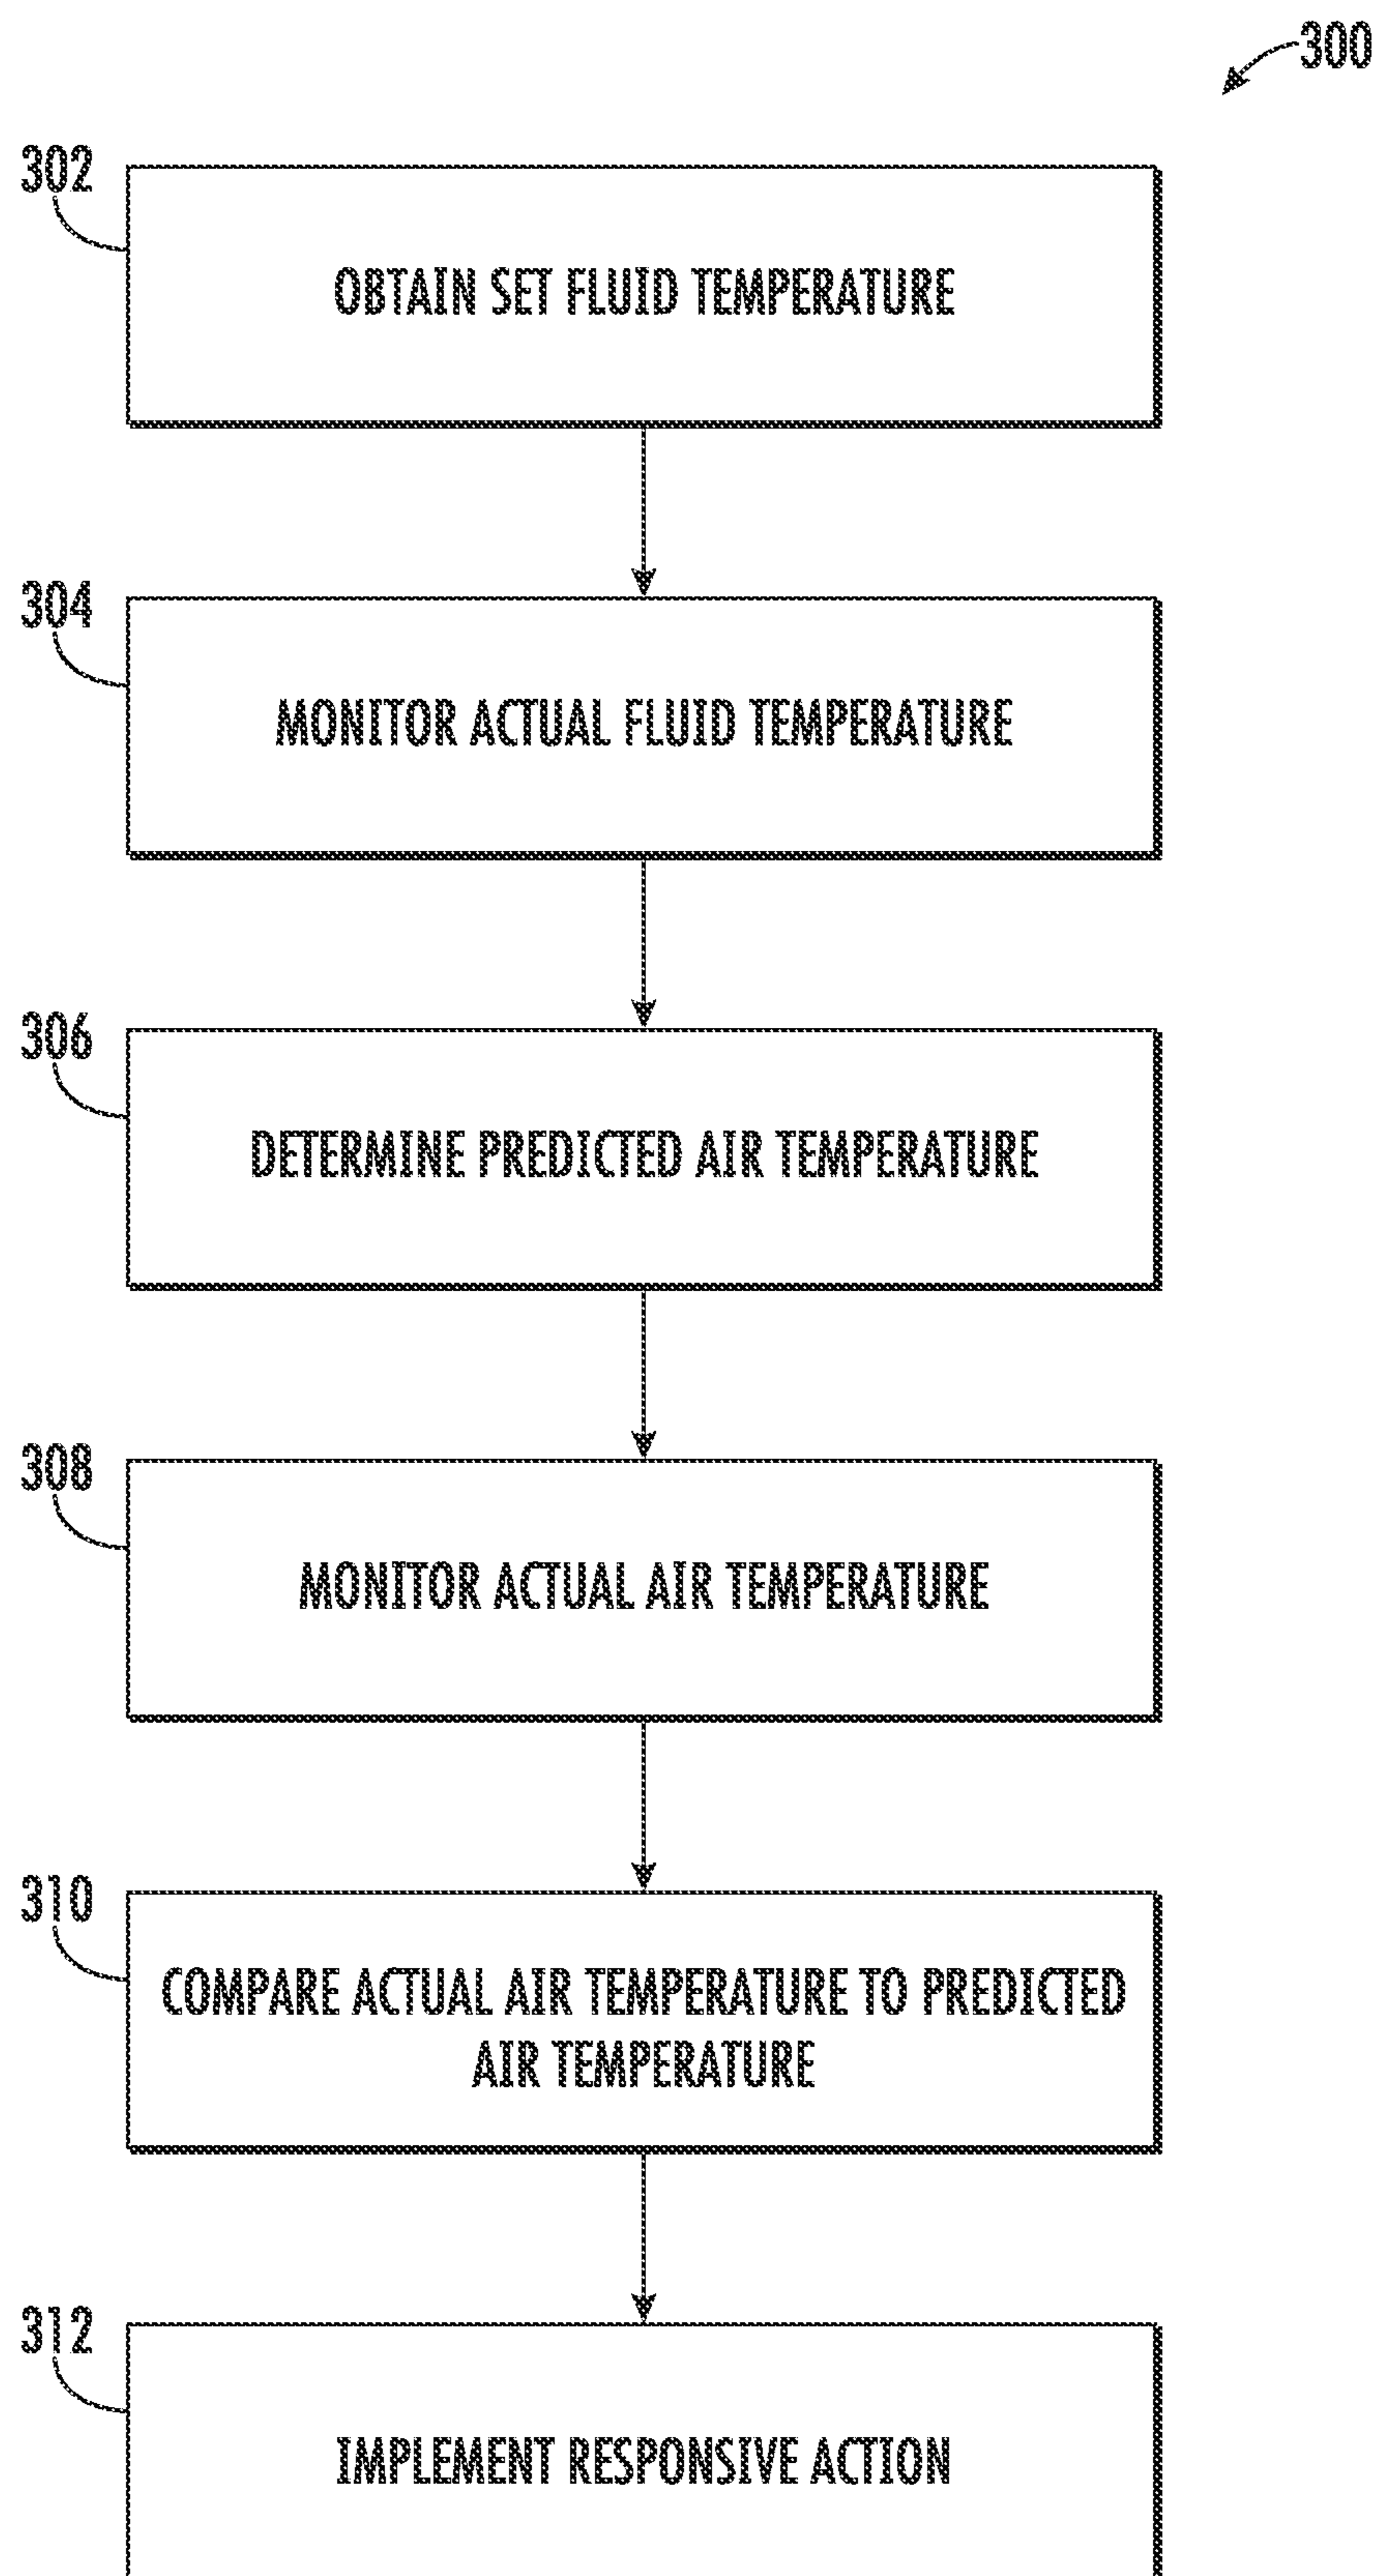 300
302
OBTAIN SET FLUID TEMPERATURE
304
MONITOR ACTUAL FLUID TEMPERATURE
306
DETERMINE PREDICTED AIR TEMPERATURE
308
MONITOR ACTUAL AIR TEMPERATURE
310
COMPARE ACTUAL AIR TEMPERATURE TO PREDICTED
AIR TEMPERATURE
312
IMPLEMENT RESPONSIVE ACTION